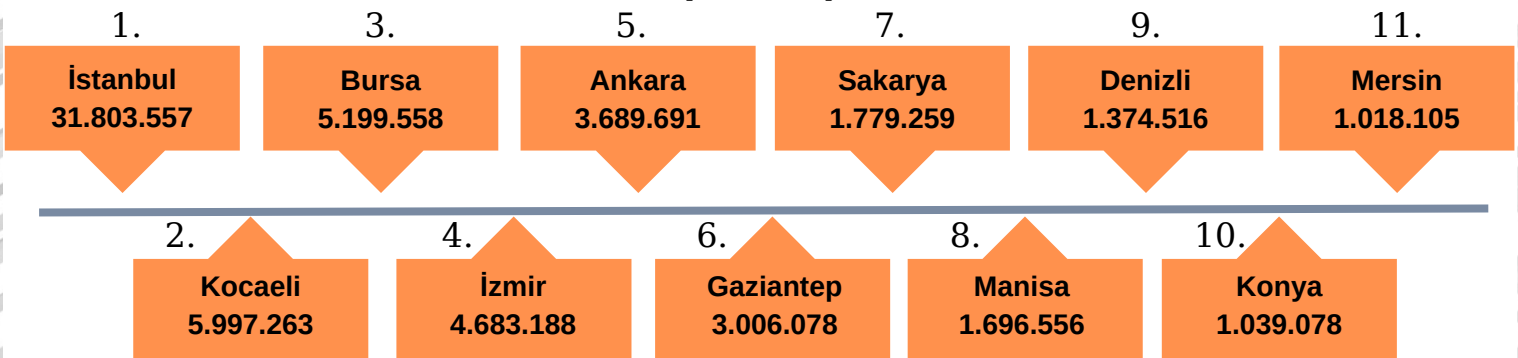 1.
İstanbul
31.803.557
2.
Kocaeli
5.997.263
3.
Bursa
5.199.558
4.
İzmir
4.683.188
5.
Ankara
3.689.691
6.
Gaziantep
3.006.078
7.
Sakarya
1.779.259
8.
Manisa
1.696.556
9.
Denizli
1.374.516
10.
Konya
1.039.078
11.
Mersin
1.018.105